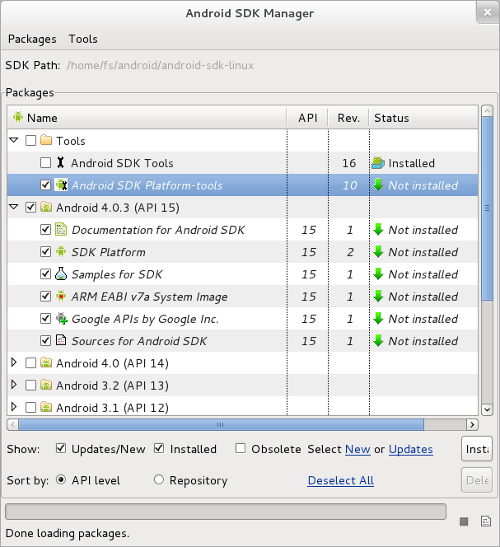 Android SDK Manager
Packages Tools
SDK Path: /home/fs/android/android-sdk-linux
Packages
Name API Rev. Status
Tools
Android SDK Tools 16 Installed
Android SDK Platform-tools 10 Not installed
Android 4.0.3 (API 15)
Documentation for Android SDK 15 1 Not installed
SDK Platform 15 2 Not installed
Samples for SDK 15 1 Not installed
ARM EABI v7a System Image 15 1 Not installed
Google APIs by Google Inc. 15 1 Not installed
Sources for Android SDK 15 1 Not installed
Android 4.0 (API 14)
Android 3.2 (API 13)
Android 3.1 (API 12)
Show: Updates/New Installed Obsolete Select New or Updates Inst
Sort by: API level Repository Deselect All Dele
Done loading packages.